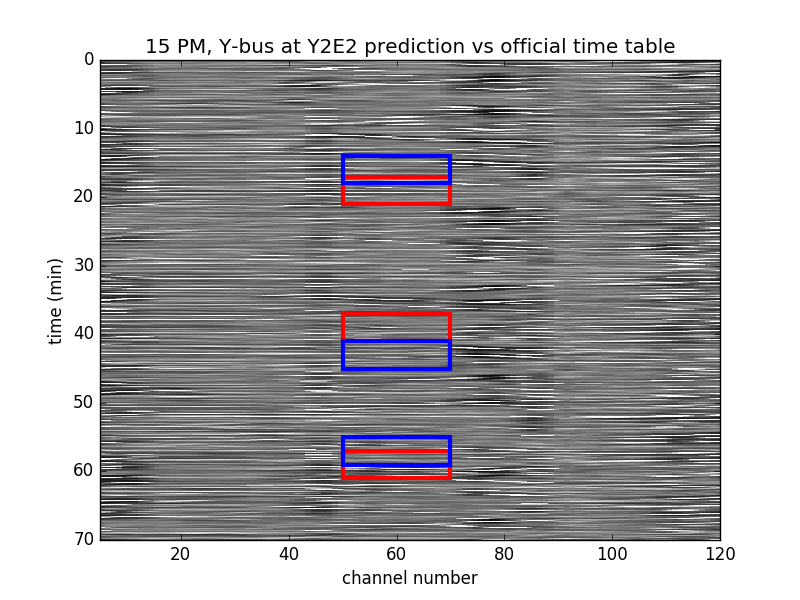 15 PM, Y-bus at Y2E2 prediction vs official time table
0
10
20
30
40
50
60
70
time (min)
20 40 60 80 100 120
channel number